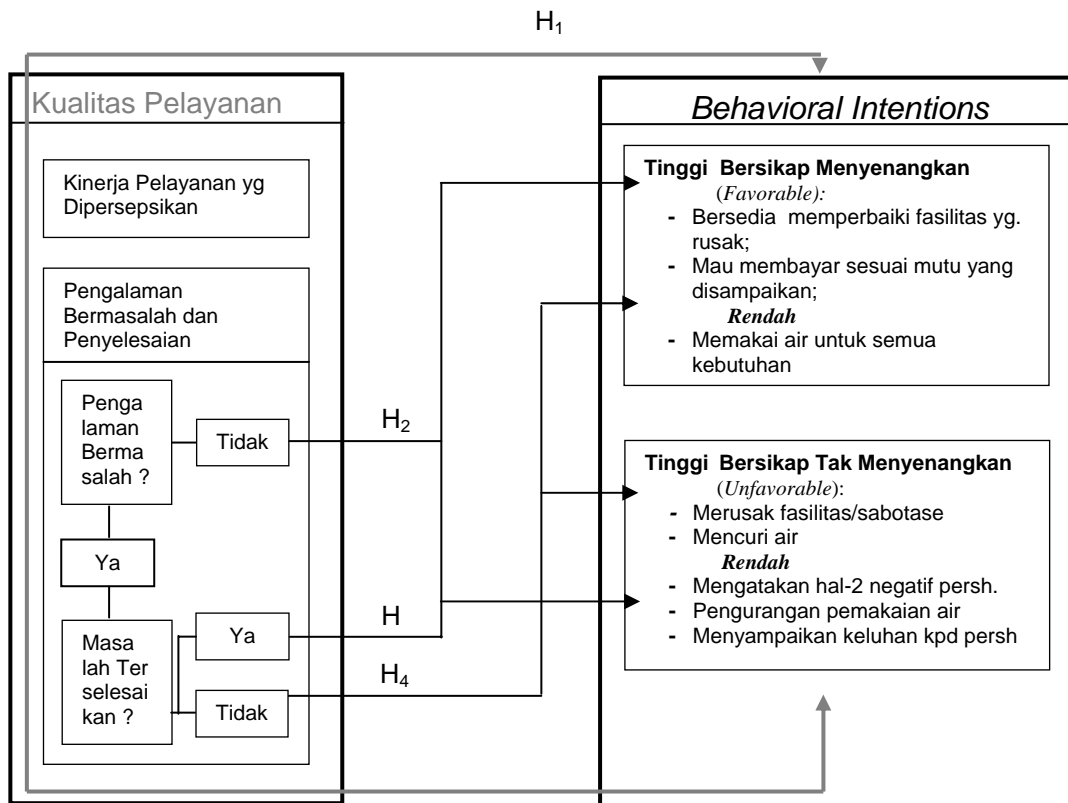 H1
Kualitas Pelayanan
Kinerja Pelayanan yg
Dipersepsikan
Pengalaman
Bermasalah dan
Penyelesaian
Penga
laman
Berma
salah ?
Tidak
Ya
Masa
lah Ter
selesai
kan ?
Ya
Tidak
H2
H
H4
Behavioral Intentions
Tinggi Bersikap Menyenangkan
(Favorable):
- Bersedia memperbaiki fasilitas yg.
rusak;
- Mau membayar sesuai mutu yang
disampaikan;
Rendah
- Memakai air untuk semua
kebutuhan
Tinggi Bersikap Tak Menyenangkan
(Unfavorable):
- Merusak fasilitas/sabotase
- Mencuri air
Rendah
- Mengatakan hal-2 negatif persh.
- Pengurangan pemakaian air
- Menyampaikan keluhan kpd persh